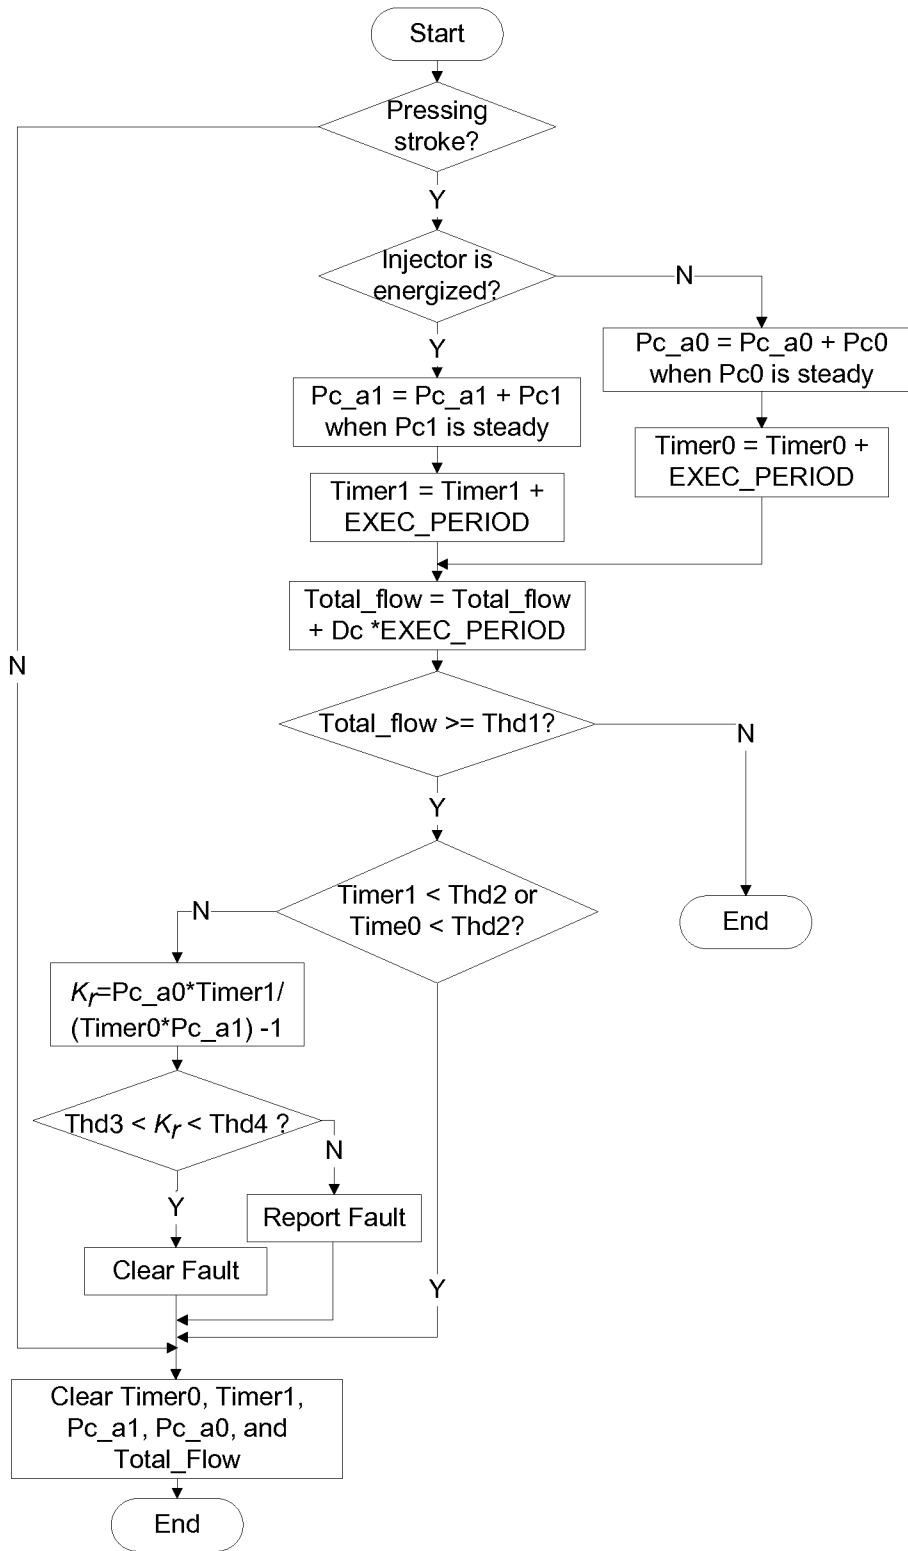 Start
Pressing
stroke?
Y
Injector is
energized?
N
Y
Pc_a0 = Pc_a0 + Pc0
when Pc0 is steady
Pc_a1 = Pc_a1 + Pc1
when Pc1 is steady
Timer0 = Timer0 +
EXEC_PERIOD
Timer1 = Timer1 +
EXEC_PERIOD
Total_flow = Total_flow
+ Dc *EXEC_PERIOD
N
Total_flow >= Thd1?
N
Y
Timer1 < Thd2 or
Time0 < Thd2?
N
End
Kr=Pc_a0*Timer1/
(Timer0*Pc_a1) -1
Thd3 < Kr < Thd4 ?
N
Y
Report Fault
Clear Fault
Y
Clear Timer0, Timer1,
Pc_a1, Pc_a0, and
Total_Flow
End